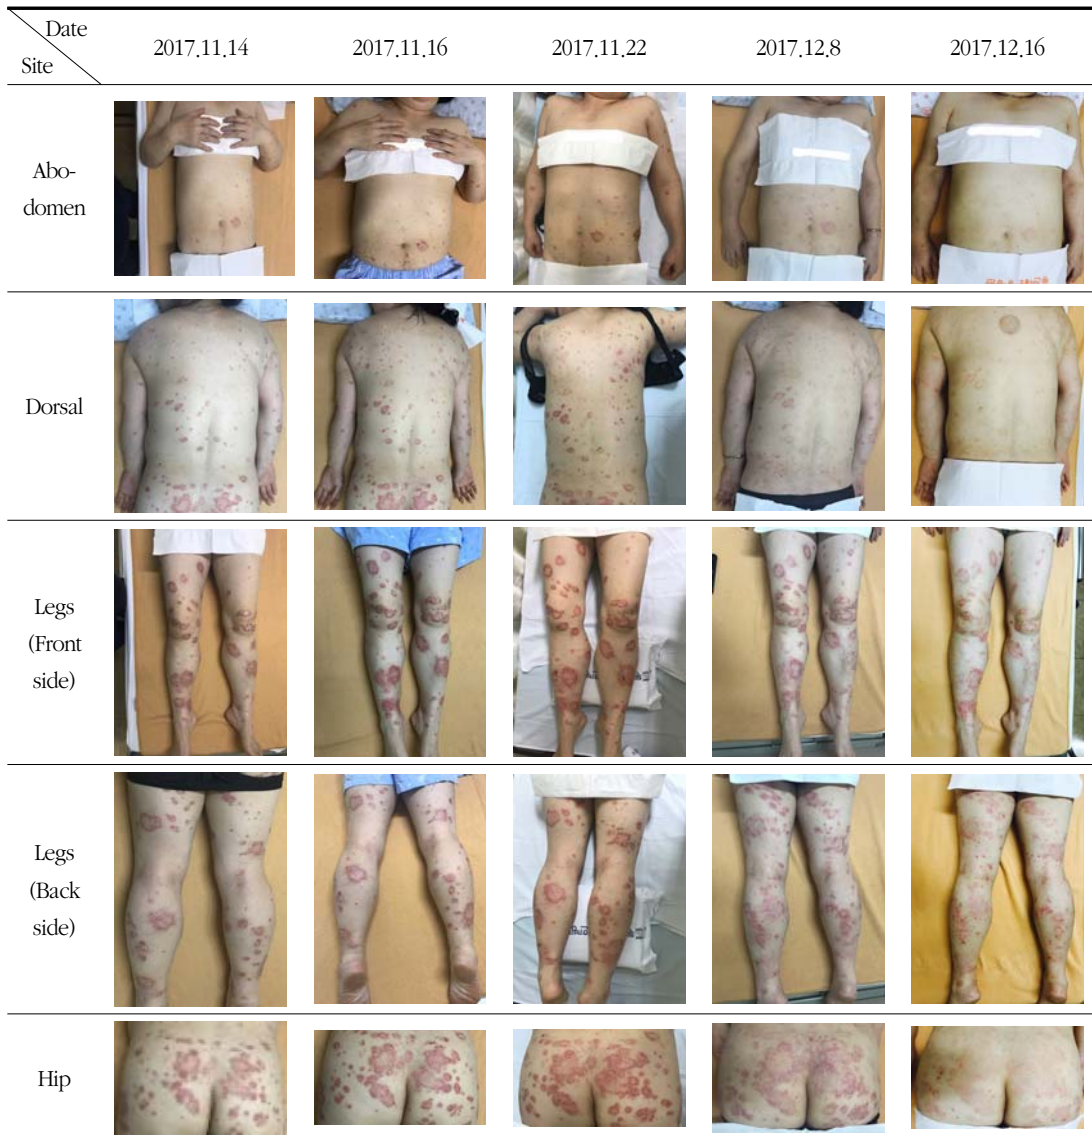 Date
Site
2017.11.14
2017.11.16
2017.11.22
2017.12.8
2017.12.16
Abo-
domen
Dorsal
Legs
(Front
side)
Legs
(Back
side)
Hip